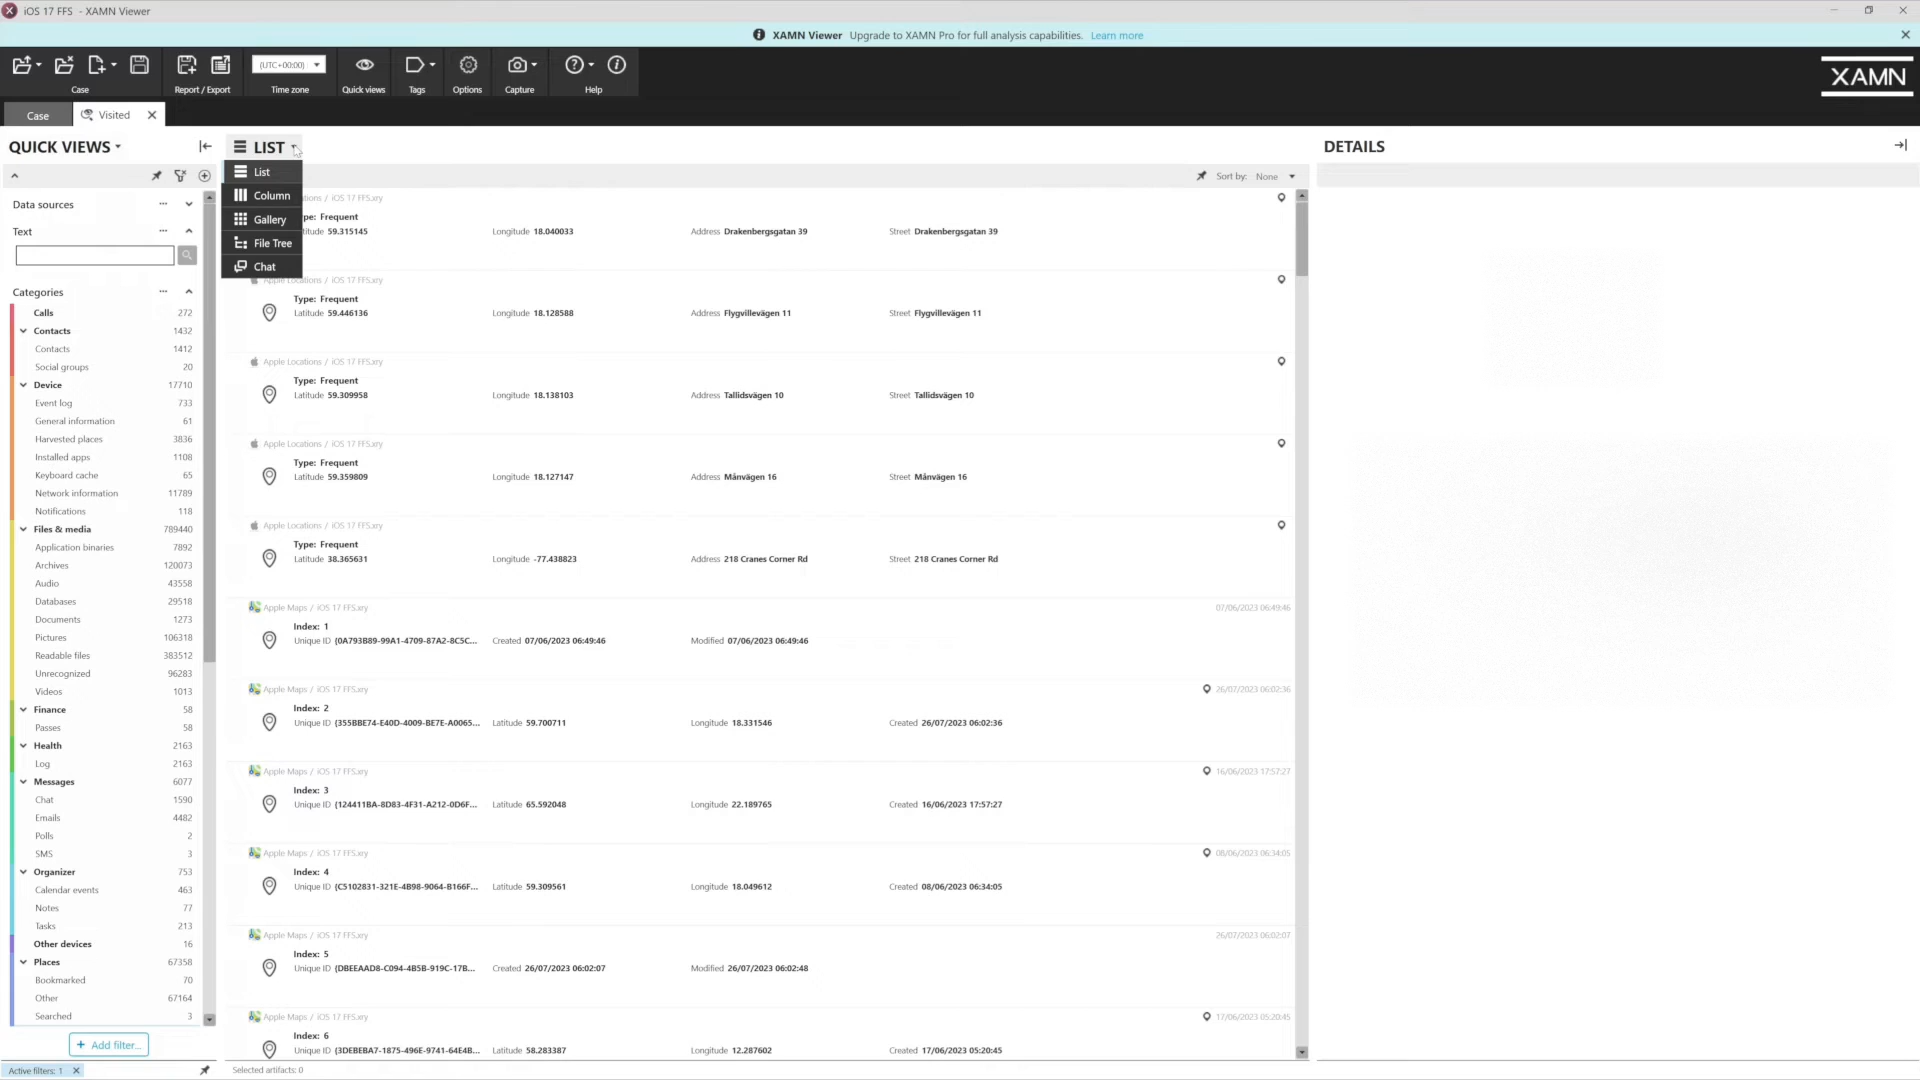 iOS 17 FFS - XAMN Viewer
XAMN Viewer Upgrade to XAMN Pro for full analysis capabilities. Learn more
(UTC+00:00)
Case
Report / Export
Time zone
Quick views
Tags
Options
Capture
Help
XAMN
Case
Visited
QUICK VIEWS
Data sources
Text
Categories
Calls 272
Contacts 1432
Contacts 1412
Social groups 20
Device 17710
Event log 733
General information 61
Harvested places 3836
Installed apps 1108
Keyboard cache 65
Network information 11789
Notifications 118
Files & media 789440
Application binaries 7892
Archives 120073
Audio 43558
Databases 29518
Documents 1273
Pictures 106318
Readable files 383512
Unrecognized 96283
Videos 1013
Finance 58
Passes 58
Health 2163
Log 2163
Messages 6077
Chat 1590
Emails 4482
Polls 2
SMS 3
Organizer 753
Calendar events 463
Notes 77
Tasks 213
Other devices 16
Places 67358
Bookmarked 70
Other 67164
Searched 3
+ Add filter...
Active filters: 1
LIST
List
Column
Gallery
File Tree
Chat
Sort by: None
/ iOS 17 FFS.xry
Frequent
59.315145 Longitude 18.040033 Address Drakenbergsgatan 39 Street Drakenbergsgatan 39
Apple Locations / iOS 17 FFS.xry
Type: Frequent
Latitude 59.446136 Longitude 18.128588 Address Flygvillevägen 11 Street Flygvillevägen 11
Apple Locations / iOS 17 FFS.xry
Type: Frequent
Latitude 59.309958 Longitude 18.138103 Address Tallidsvägen 10 Street Tallidsvägen 10
Apple Locations / iOS 17 FFS.xry
Type: Frequent
Latitude 59.359809 Longitude 18.127147 Address Månvägen 16 Street Månvägen 16
Apple Locations / iOS 17 FFS.xry
Type: Frequent
Latitude 38.365631 Longitude -77.438823 Address 218 Cranes Corner Rd Street 218 Cranes Corner Rd
Apple Maps / iOS 17 FFS.xry 07/06/2023 06:49:46
Index: 1
Unique ID {0A793B89-99A1-4709-87A2-8C5C... Created 07/06/2023 06:49:46 Modified 07/06/2023 06:49:46
Apple Maps / iOS 17 FFS.xry 26/07/2023 06:02:36
Index: 2
Unique ID {355BBE74-E40D-4009-BE7E-A0065... Latitude 59.700711 Longitude 18.331546 Created 26/07/2023 06:02:36
Apple Maps / iOS 17 FFS.xry 16/06/2023 17:57:27
Index: 3
Unique ID {124411BA-8D83-4F31-A212-0D6F... Latitude 65.592048 Longitude 22.189765 Created 16/06/2023 17:57:27
Apple Maps / iOS 17 FFS.xry 08/06/2023 06:34:05
Index: 4
Unique ID {C5102831-321E-4B98-9064-B166F... Latitude 59.309561 Longitude 18.049612 Created 08/06/2023 06:34:05
Apple Maps / iOS 17 FFS.xry 26/07/2023 06:02:07
Index: 5
Unique ID {DBEEAAD8-C094-4B5B-919C-17B... Created 26/07/2023 06:02:07 Modified 26/07/2023 06:02:48
Apple Maps / iOS 17 FFS.xry 17/06/2023 05:20:45
Index: 6
Unique ID {3DEBEBA7-1875-496E-9741-64E4B... Latitude 58.283387 Longitude 12.287602 Created 17/06/2023 05:20:45
Selected artifacts: 0
DETAILS